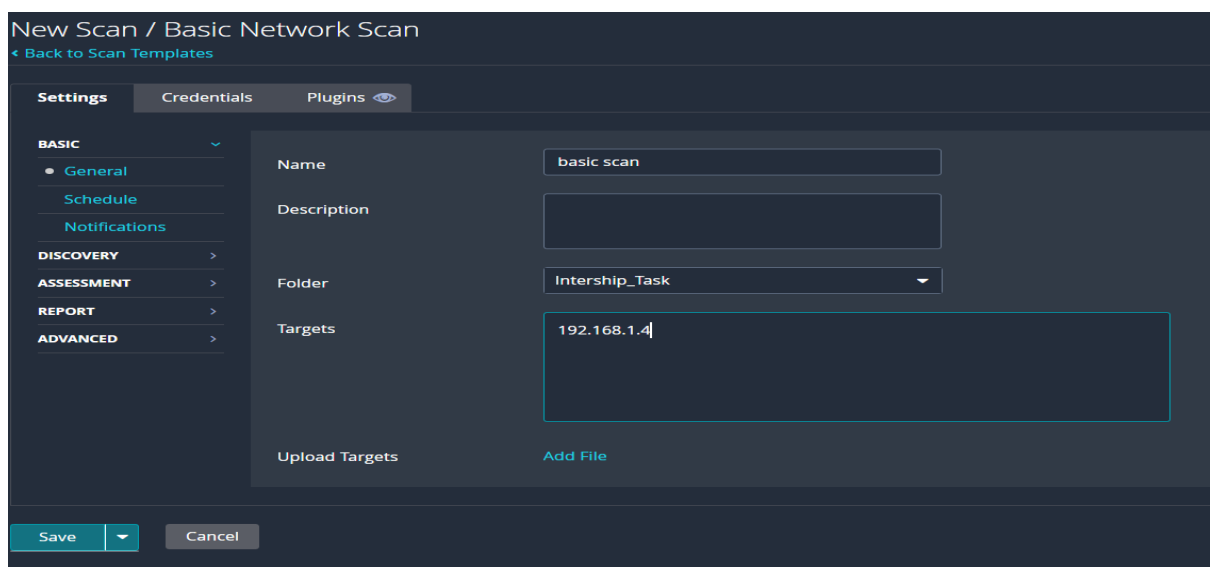 New Scan / Basic Network Scan
Back to Scan Templates
Settings Credentials Plugins
BASIC
General
Schedule
Notifications
DISCOVERY
ASSESSMENT
REPORT
ADVANCED
Name basic scan
Description
Folder Intership_Task
Targets 192.168.1.4
Upload Targets Add File
Save Cancel